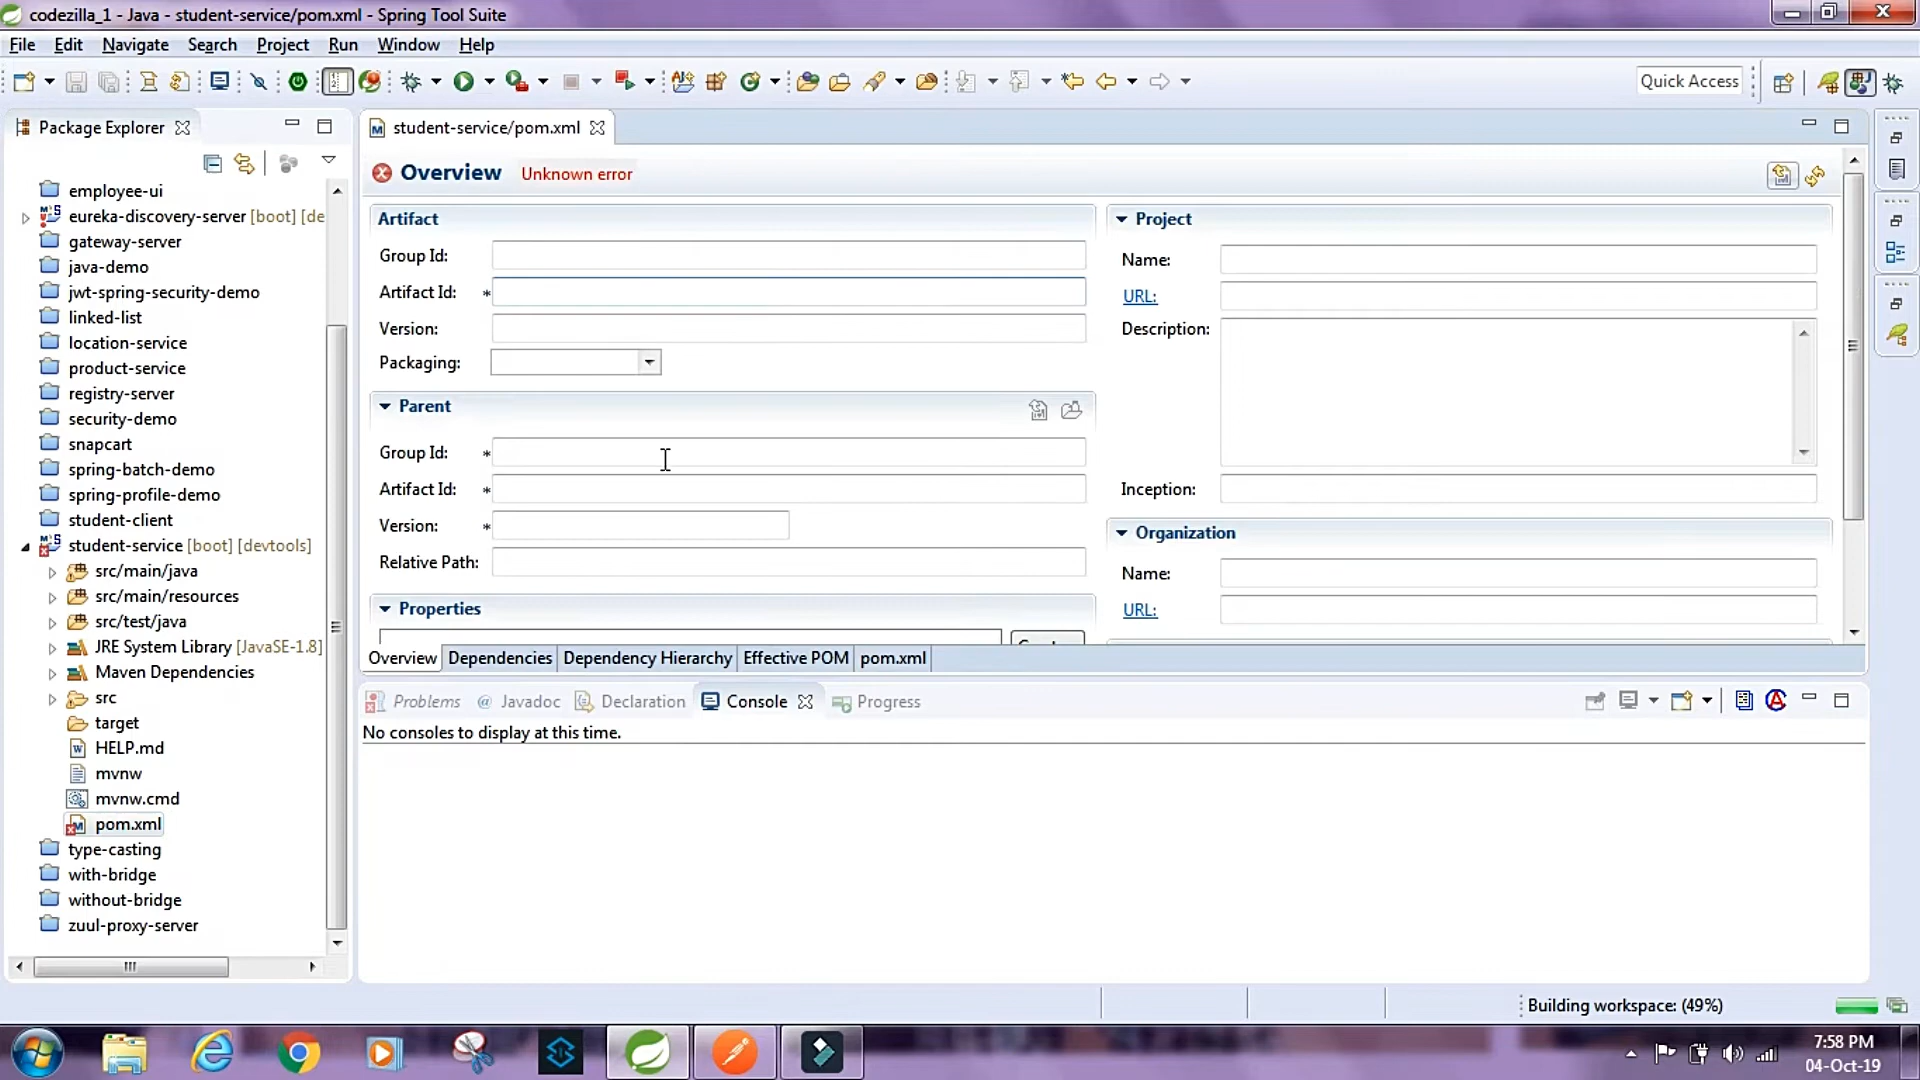 codezilla_1 - Java - student-service/pom.xml - Spring Tool Suite
File Edit Navigate Search Project Run Window Help
Quick Access
Package Explorer
employee-ui
eureka-discovery-server [boot] [de
gateway-server
java-demo
jwt-spring-security-demo
linked-list
location-service
product-service
registry-server
security-demo
snapcart
spring-batch-demo
spring-profile-demo
student-client
student-service [boot] [devtools]
src/main/java
src/main/resources
src/test/java
JRE System Library [JavaSE-1.8]
Maven Dependencies
src
target
HELP.md
mvnw
mvnw.cmd
pom.xml
type-casting
with-bridge
without-bridge
zuul-proxy-server
student-service/pom.xml
Overview Unknown error
Artifact
Group Id:
Artifact Id: *
Version:
Packaging:
Parent
Group Id: *
Artifact Id: *
Version: *
Relative Path:
Properties
Project
Name:
URL:
Description:
Inception:
Organization
Name:
URL:
Overview Dependencies Dependency Hierarchy Effective POM pom.xml
Problems @ Javadoc Declaration Console Progress
No consoles to display at this time.
Building workspace: (49%)
7:58 PM
04-Oct-19